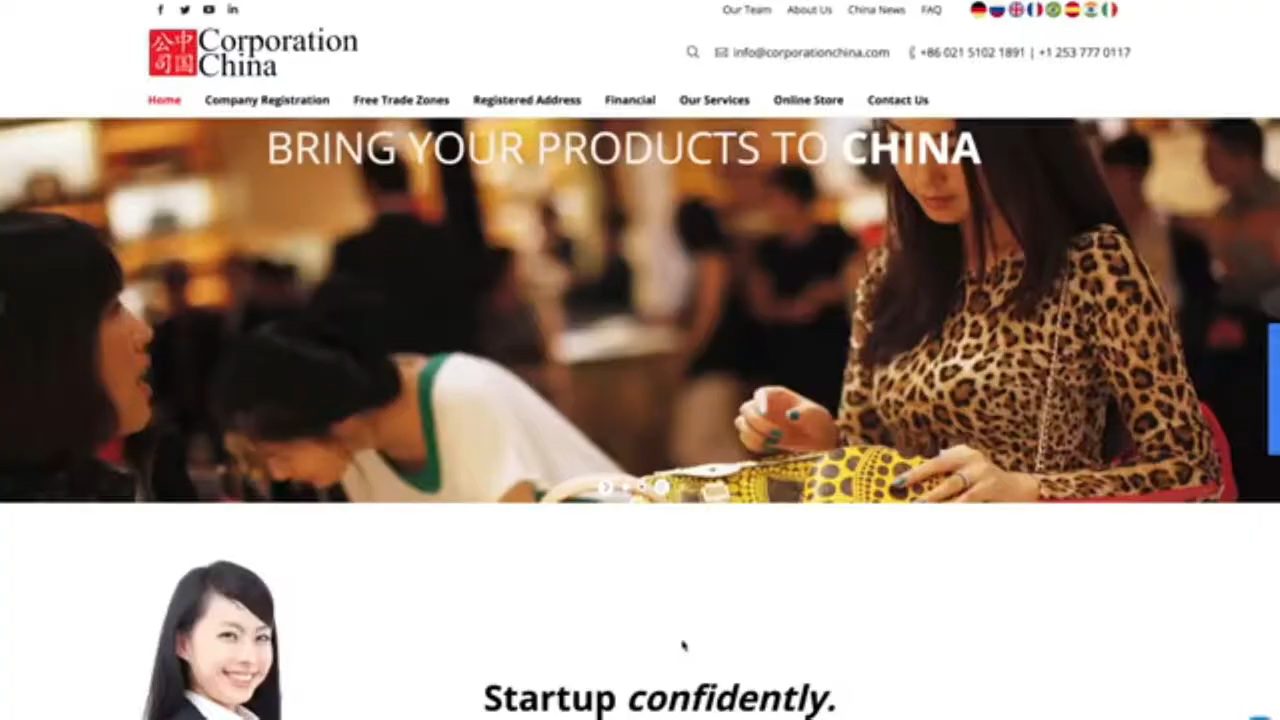 Our Team About Us China News FAQ
公中
司国
Corporation
China
info@corporationchina.com +86 021 5102 1891 | +1 253 777 0117
Home Company Registration Free Trade Zones Registered Address Financial Our Services Online Store Contact Us
BRING YOUR PRODUCTS TO CHINA
Startup confidently.